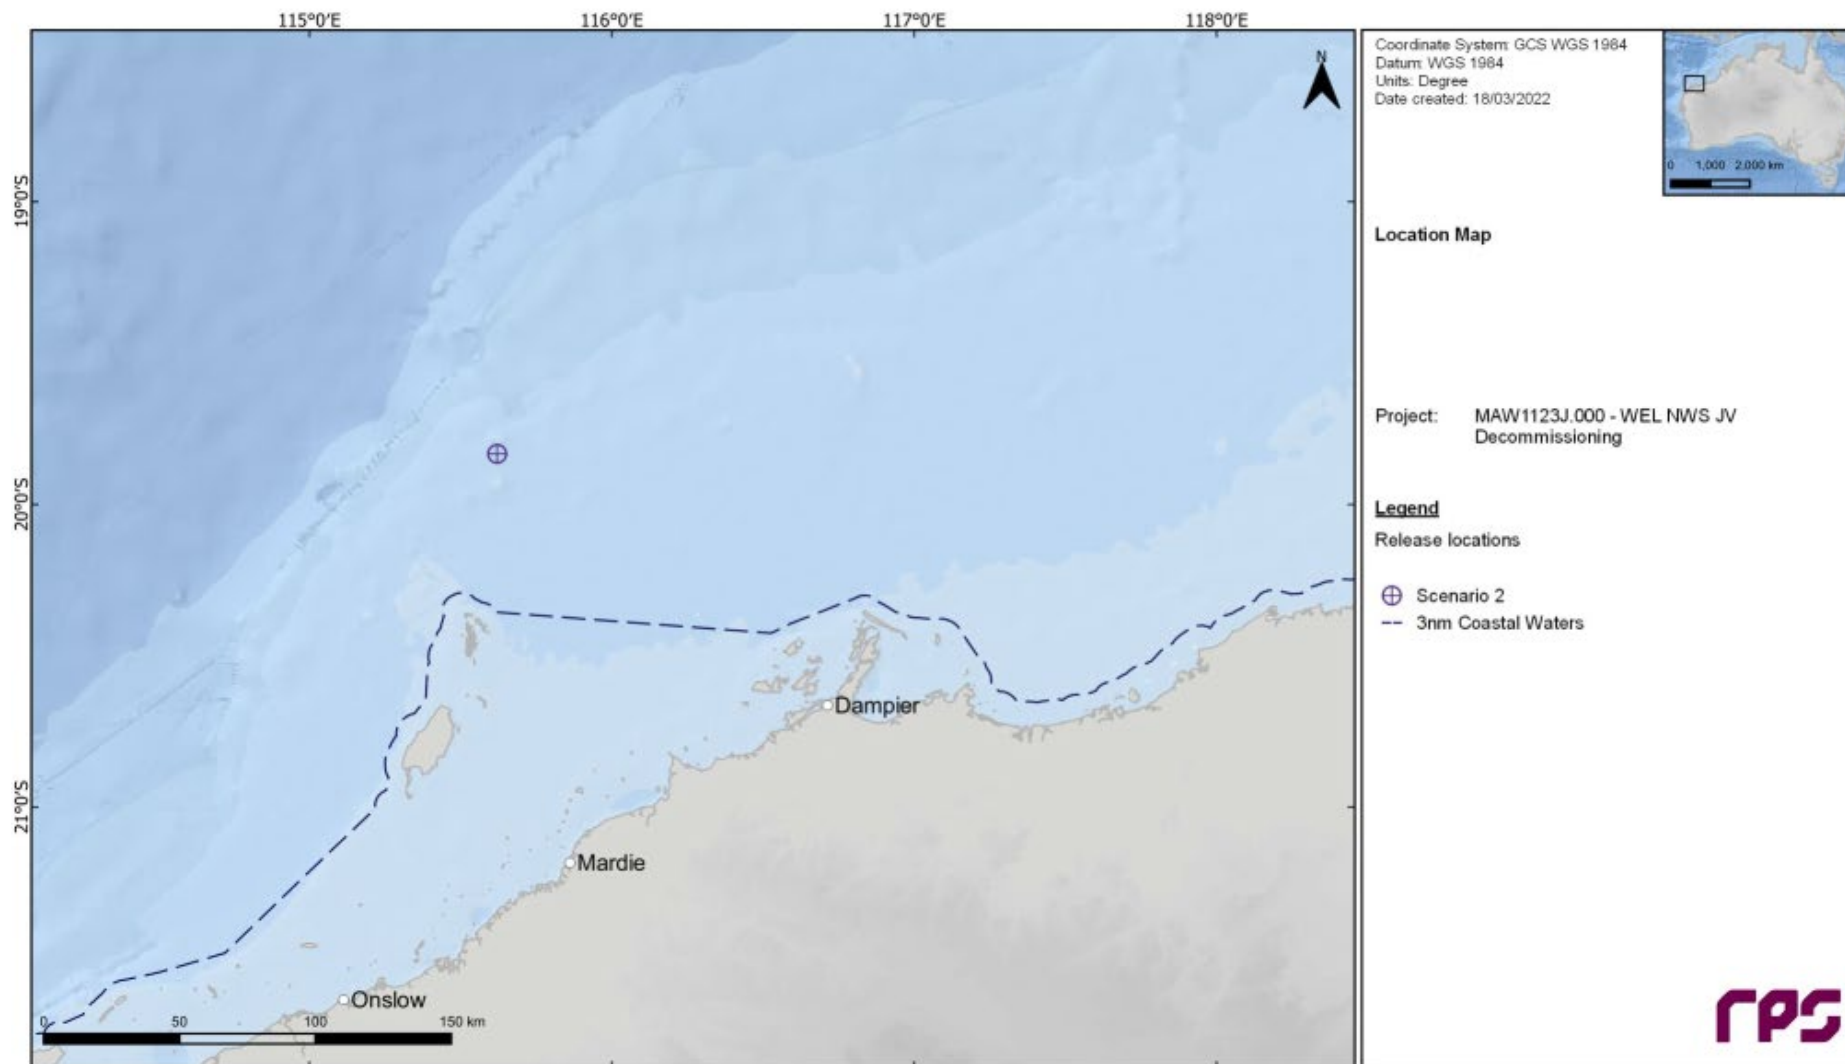 115°0'E 116°0'E 117°0'E 118°0'E
19°0'S
20°0'S
21°0'S
N
Dampier
Mardie
Onslow
0 50 100 150 km
Coordinate System: GCS WGS 1984
Datum: WGS 1984
Units: Degree
Date created: 18/03/2022
0 1,000 2,000 km
Location Map
Project: MAW1123J.000 - WEL NWS JV
Decommissioning
Legend
Release locations
Scenario 2
3nm Coastal Waters
rps